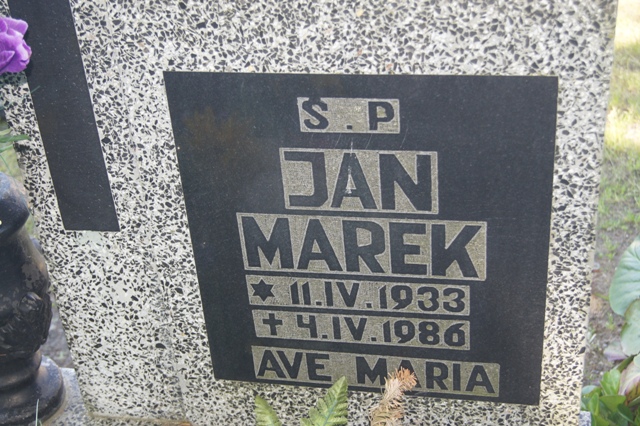 Ś.P
JAN
MAREK
✶ 11.IV.1933
✝ 4.IV.1986
AVE MARIA